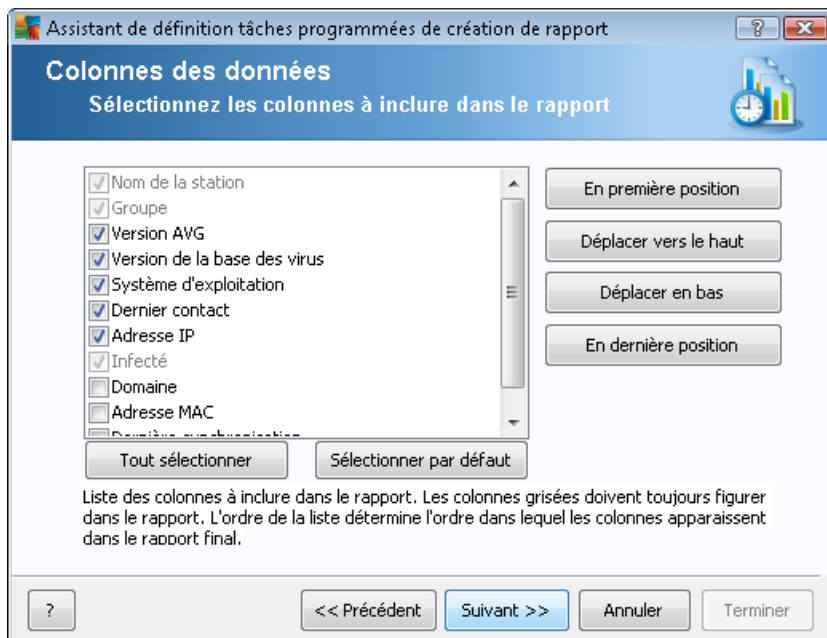 Assistant de définition tâches programmées de création de rapport
?
Colonnes des données
Sélectionnez les colonnes à inclure dans le rapport
Nom de la station
Groupe
Version AVG
Version de la base des virus
Système d'exploitation
Dernier contact
Adresse IP
Infecté
Domaine
Adresse MAC
Dernière synchronisation
En première position
Déplacer vers le haut
Déplacer en bas
En dernière position
Tout sélectionner
Sélectionner par défaut
Liste des colonnes à inclure dans le rapport. Les colonnes grisées doivent toujours figurer
dans le rapport. L'ordre de la liste détermine l'ordre dans lequel les colonnes apparaissent
dans le rapport final.
?
<< Précédent
Suivant >>
Annuler
Terminer